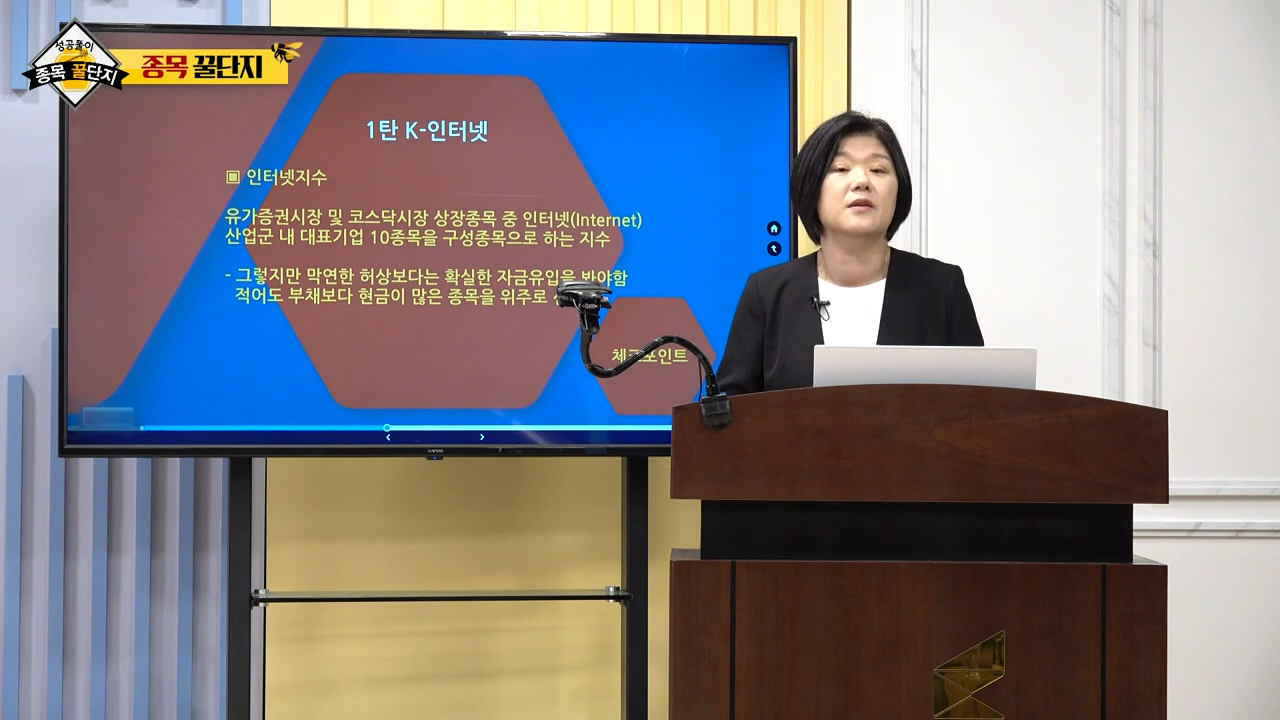 성공풀이
종목 꿀단지
종목 꿀단지
1탄 K-인터넷
▣ 인터넷지수
유가증권시장 및 코스닥시장 상장종목 중 인터넷(Internet)
산업군 내 대표기업 10종목을 구성종목으로 하는 지수
- 그렇지만 막연한 허상보다는 확실한 자금유입을 봐야함
적어도 부채보다 현금이 많은 종목을 위주로
체크포인트